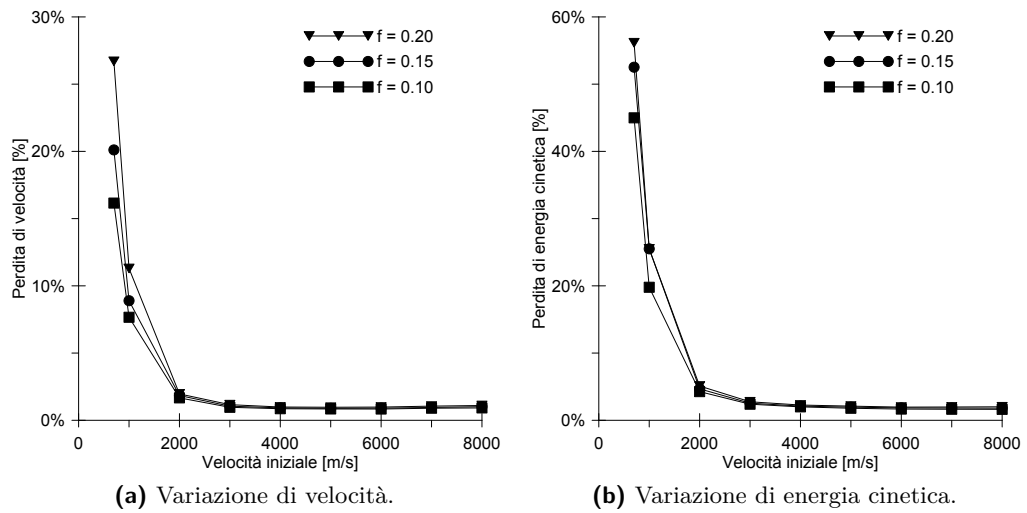 30%
20%
10%
0%
Perdita di velocità [%]
f = 0.20
f = 0.15
f = 0.10
0 2000 4000 6000 8000
Velocità iniziale [m/s]
(a) Variazione di velocità.
60%
40%
20%
0%
Perdita di energia cinetica [%]
f = 0.20
f = 0.15
f = 0.10
0 2000 4000 6000 8000
Velocità iniziale [m/s]
(b) Variazione di energia cinetica.